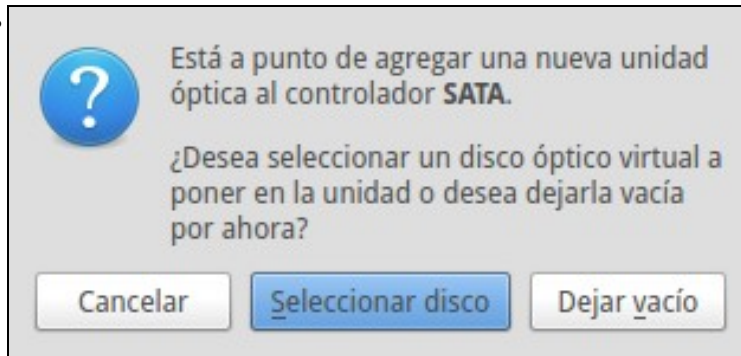 Está a punto de agregar una nueva unidad
óptica al controlador SATA.
¿Desea seleccionar un disco óptico virtual a
poner en la unidad o desea dejarla vacía
por ahora?
Cancelar
Seleccionar disco
Dejar vacío